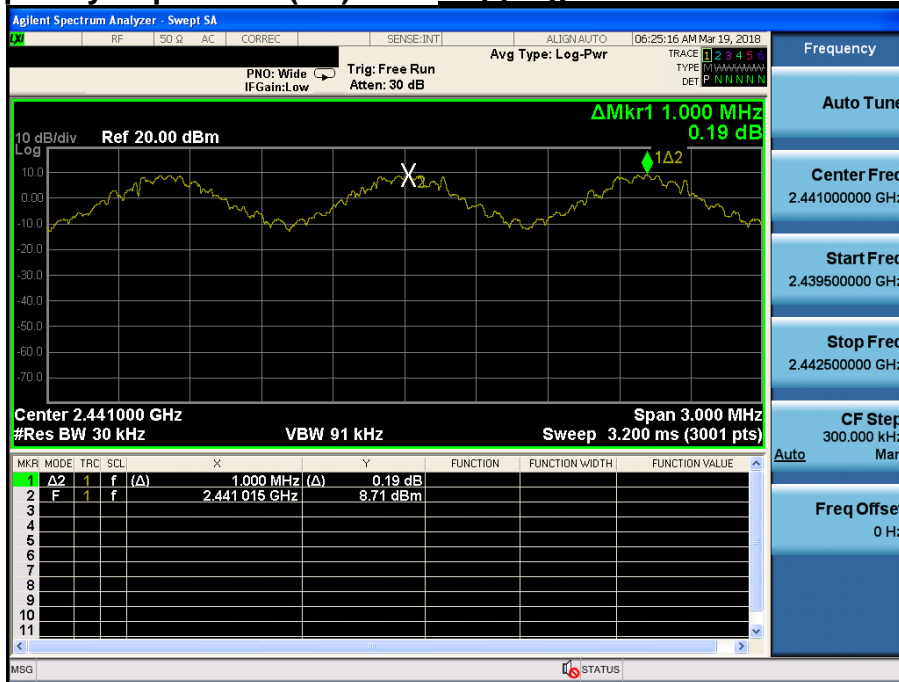 Agilent Spectrum Analyzer - Swept SA
LXI RF 50 Ω AC CORREC SENSE:INT ALIGN AUTO 06:25:16 AM Mar 19, 2018
PNO: Wide
IFGain:Low
Trig: Free Run
Atten: 30 dB
Avg Type: Log-Pwr
TRACE 1 2 3 4 5 6
TYPE M WWWWW
DET P N N N N N
ΔMkr1 1.000 MHz
0.19 dB
10 dB/div Ref 20.00 dBm
Log
10.0
0.00
-10.0
-20.0
-30.0
-40.0
-50.0
-60.0
-70.0
X2
1Δ2
Center 2.441000 GHz Span 3.000 MHz
#Res BW 30 kHz VBW 91 kHz Sweep 3.200 ms (3001 pts)
MKR MODE TRC SCL X Y FUNCTION FUNCTION WIDTH FUNCTION VALUE
1 Δ2 1 f (Δ) 1.000 MHz (Δ) 0.19 dB
2 F 1 f 2.441 015 GHz 8.71 dBm
3
4
5
6
7
8
9
10
11
MSG STATUS
Frequency
Auto Tune
Center Freq
2.441000000 GHz
Start Freq
2.439500000 GHz
Stop Freq
2.442500000 GHz
CF Step
300.000 kHz
Auto Man
Freq Offset
0 Hz